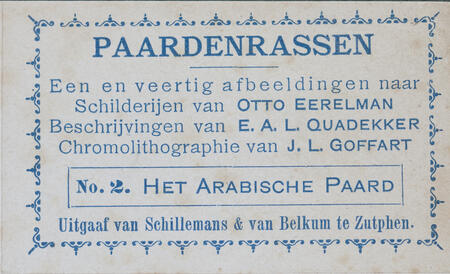 PAARDENRASSEN
Een en veertig afbeeldingen naar
Schilderijen van OTTO EERELMAN
Beschrijvingen van E. A. L. QUADEKKER
Chromolithographie van J. L. GOFFART
No. 2. HET ARABISCHE PAARD
Uitgaaf van Schillemans & van Belkum te Zutphen.